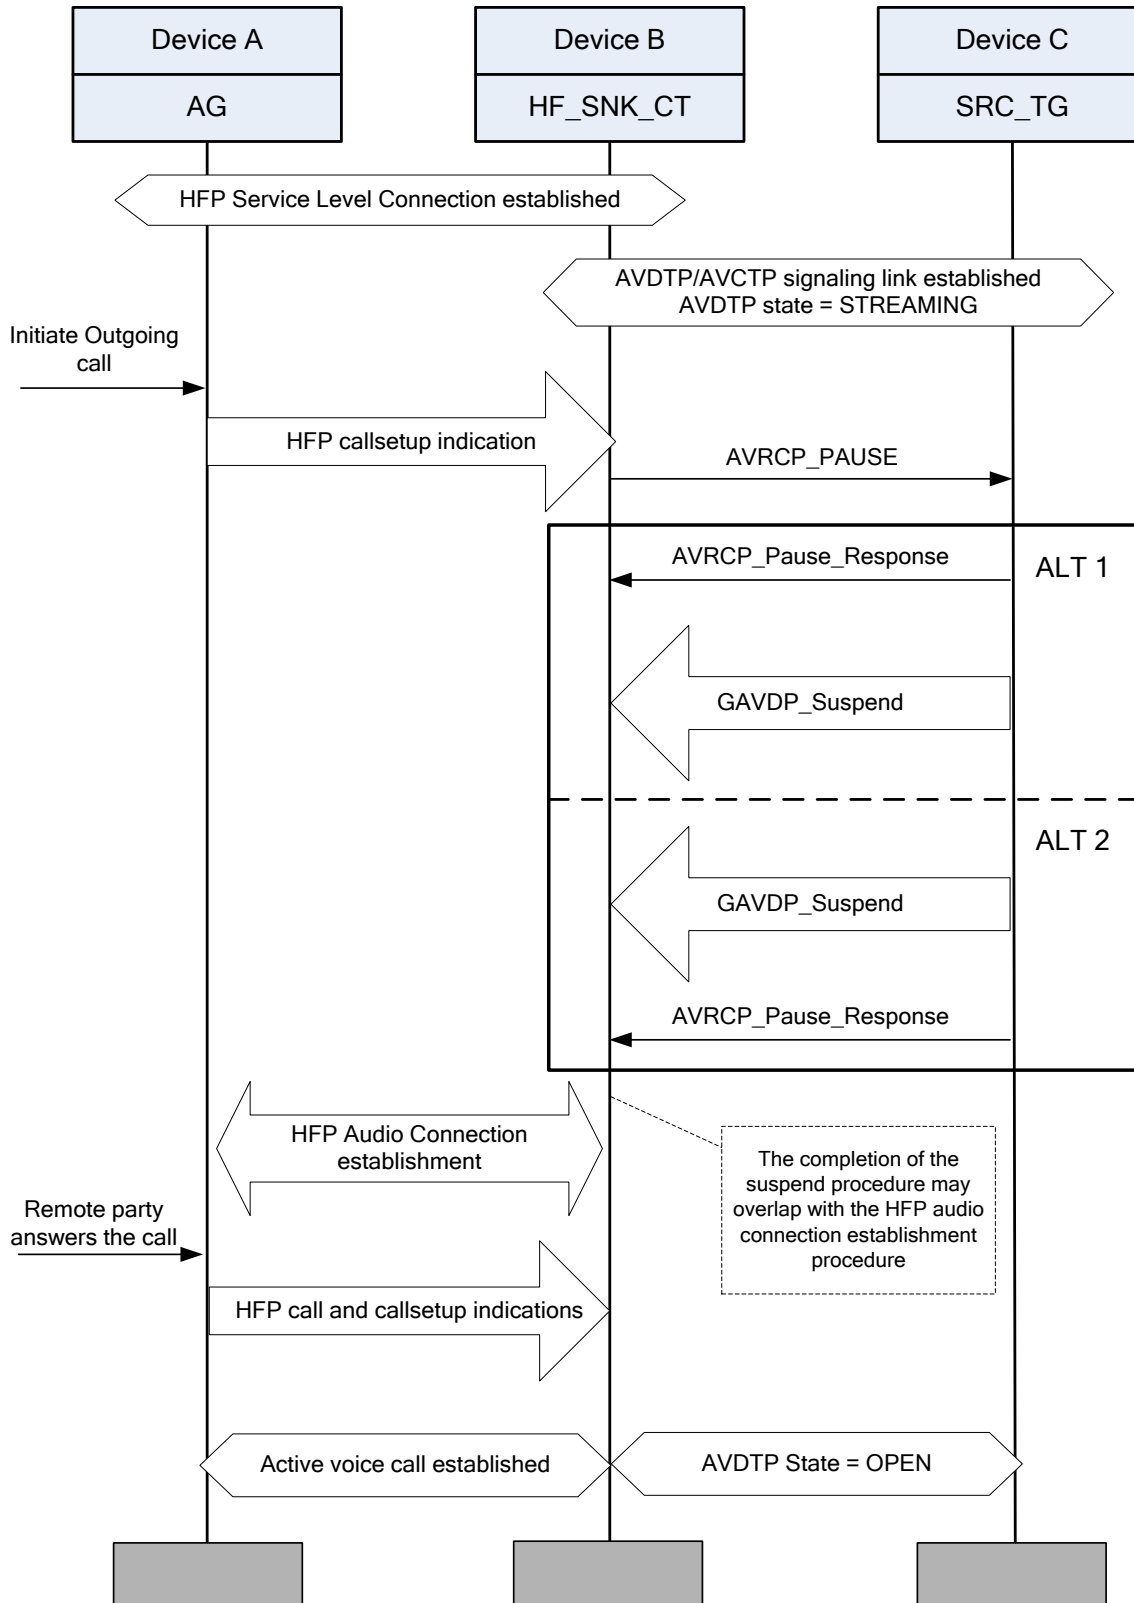 Device A
Device B
Device C
AG
HF_SNK_CT
SRC_TG
HFP Service Level Connection established
AVDTP/AVCTP signaling link established
AVDTP state = STREAMING
Initiate Outgoing
call
HFP callsetup indication
AVRCP_PAUSE
AVRCP_Pause_Response
ALT 1
GAVDP_Suspend
ALT 2
GAVDP_Suspend
AVRCP_Pause_Response
HFP Audio Connection
establishment
The completion of the
suspend procedure may
overlap with the HFP audio
connection establishment
procedure
Remote party
answers the call
HFP call and callsetup indications
Active voice call established
AVDTP State = OPEN